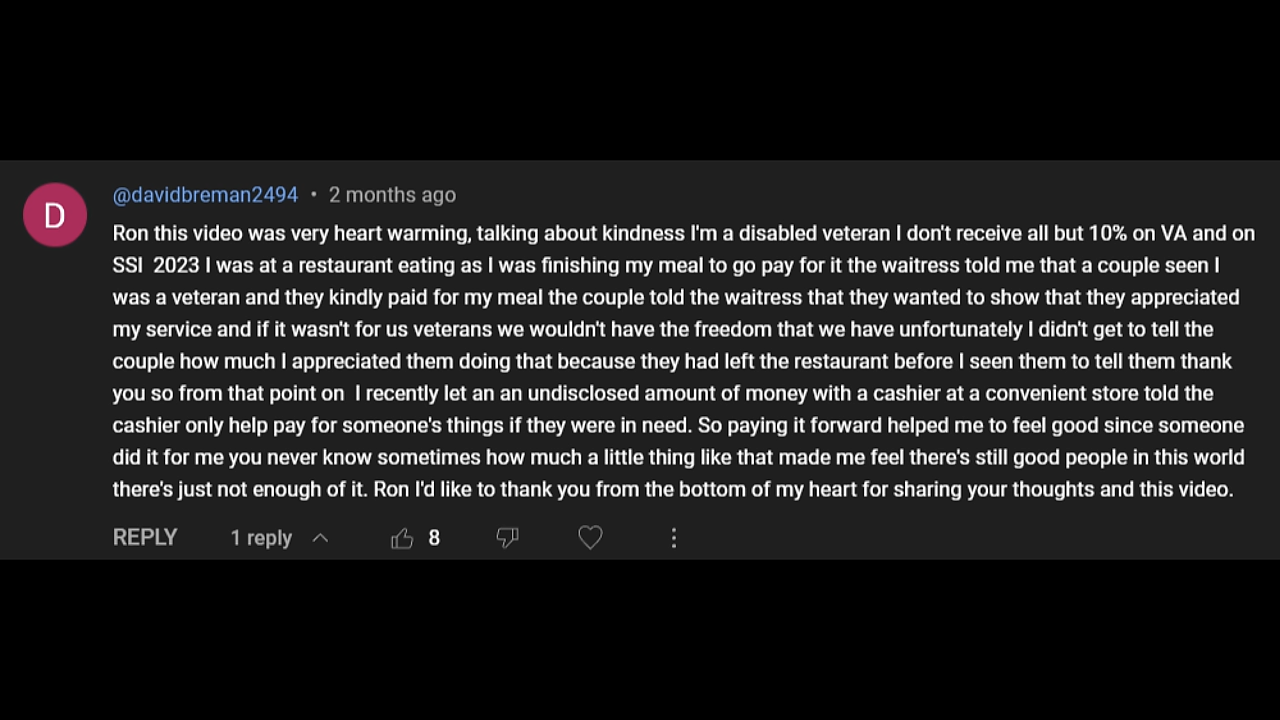 D
@davidbreman2494 • 2 months ago
Ron this video was very heart warming, talking about kindness I'm a disabled veteran I don't receive all but 10% on VA and on
SSI  2023 I was at a restaurant eating as I was finishing my meal to go pay for it the waitress told me that a couple seen I
was a veteran and they kindly paid for my meal the couple told the waitress that they wanted to show that they appreciated
my service and if it wasn't for us veterans we wouldn't have the freedom that we have unfortunately I didn't get to tell the
couple how much I appreciated them doing that because they had left the restaurant before I seen them to tell them thank
you so from that point on  I recently let an an undisclosed amount of money with a cashier at a convenient store told the
cashier only help pay for someone's things if they were in need. So paying it forward helped me to feel good since someone
did it for me you never know sometimes how much a little thing like that made me feel there's still good people in this world
there's just not enough of it. Ron I'd like to thank you from the bottom of my heart for sharing your thoughts and this video.
REPLY 1 reply 8